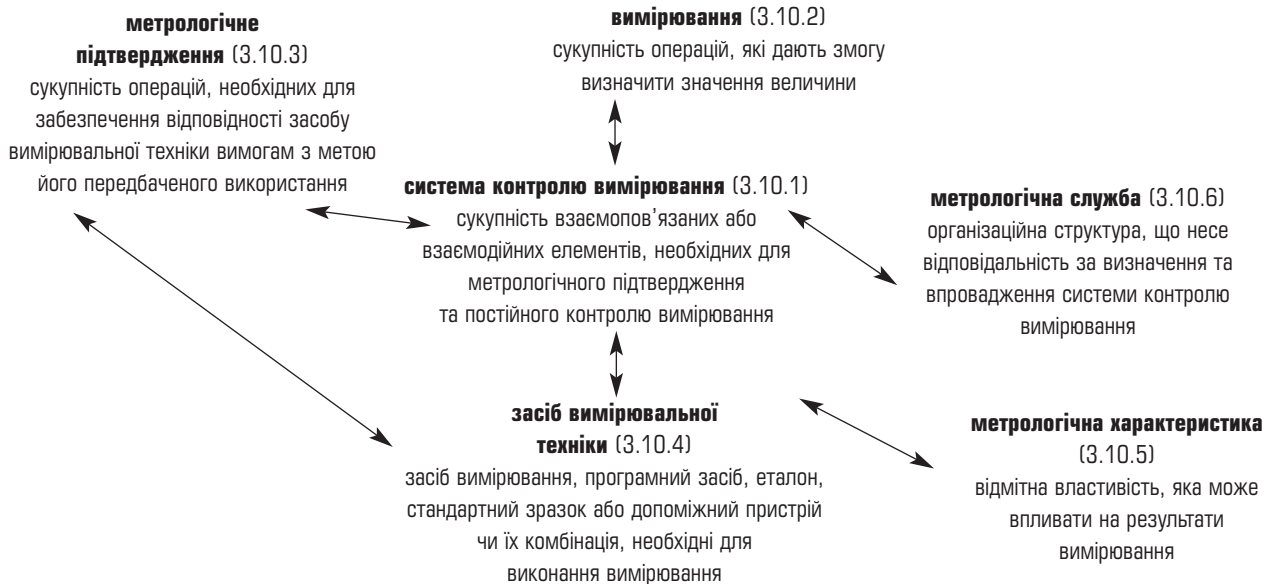 метрологічне
підтвердження (3.10.3)
сукупність операцій, необхідних для
забезпечення відповідності засобу
вимірювальної техніки вимогам з метою
його передбаченого використання
вимірювання (3.10.2)
сукупність операцій, які дають змогу
визначити значення величини
система контролю вимірювання (3.10.1)
сукупність взаємопов’язаних або
взаємодійних елементів, необхідних для
метрологічного підтвердження
та постійного контролю вимірювання
метрологічна служба (3.10.6)
організаційна структура, що несе
відповідальність за визначення та
впровадження системи контролю
вимірювання
засіб вимірювальної
техніки (3.10.4)
засіб вимірювання, програмний засіб, еталон,
стандартний зразок або допоміжний пристрій
чи їх комбінація, необхідні для
виконання вимірювання
метрологічна характеристика
(3.10.5)
відмітна властивість, яка може
впливати на результати
вимірювання